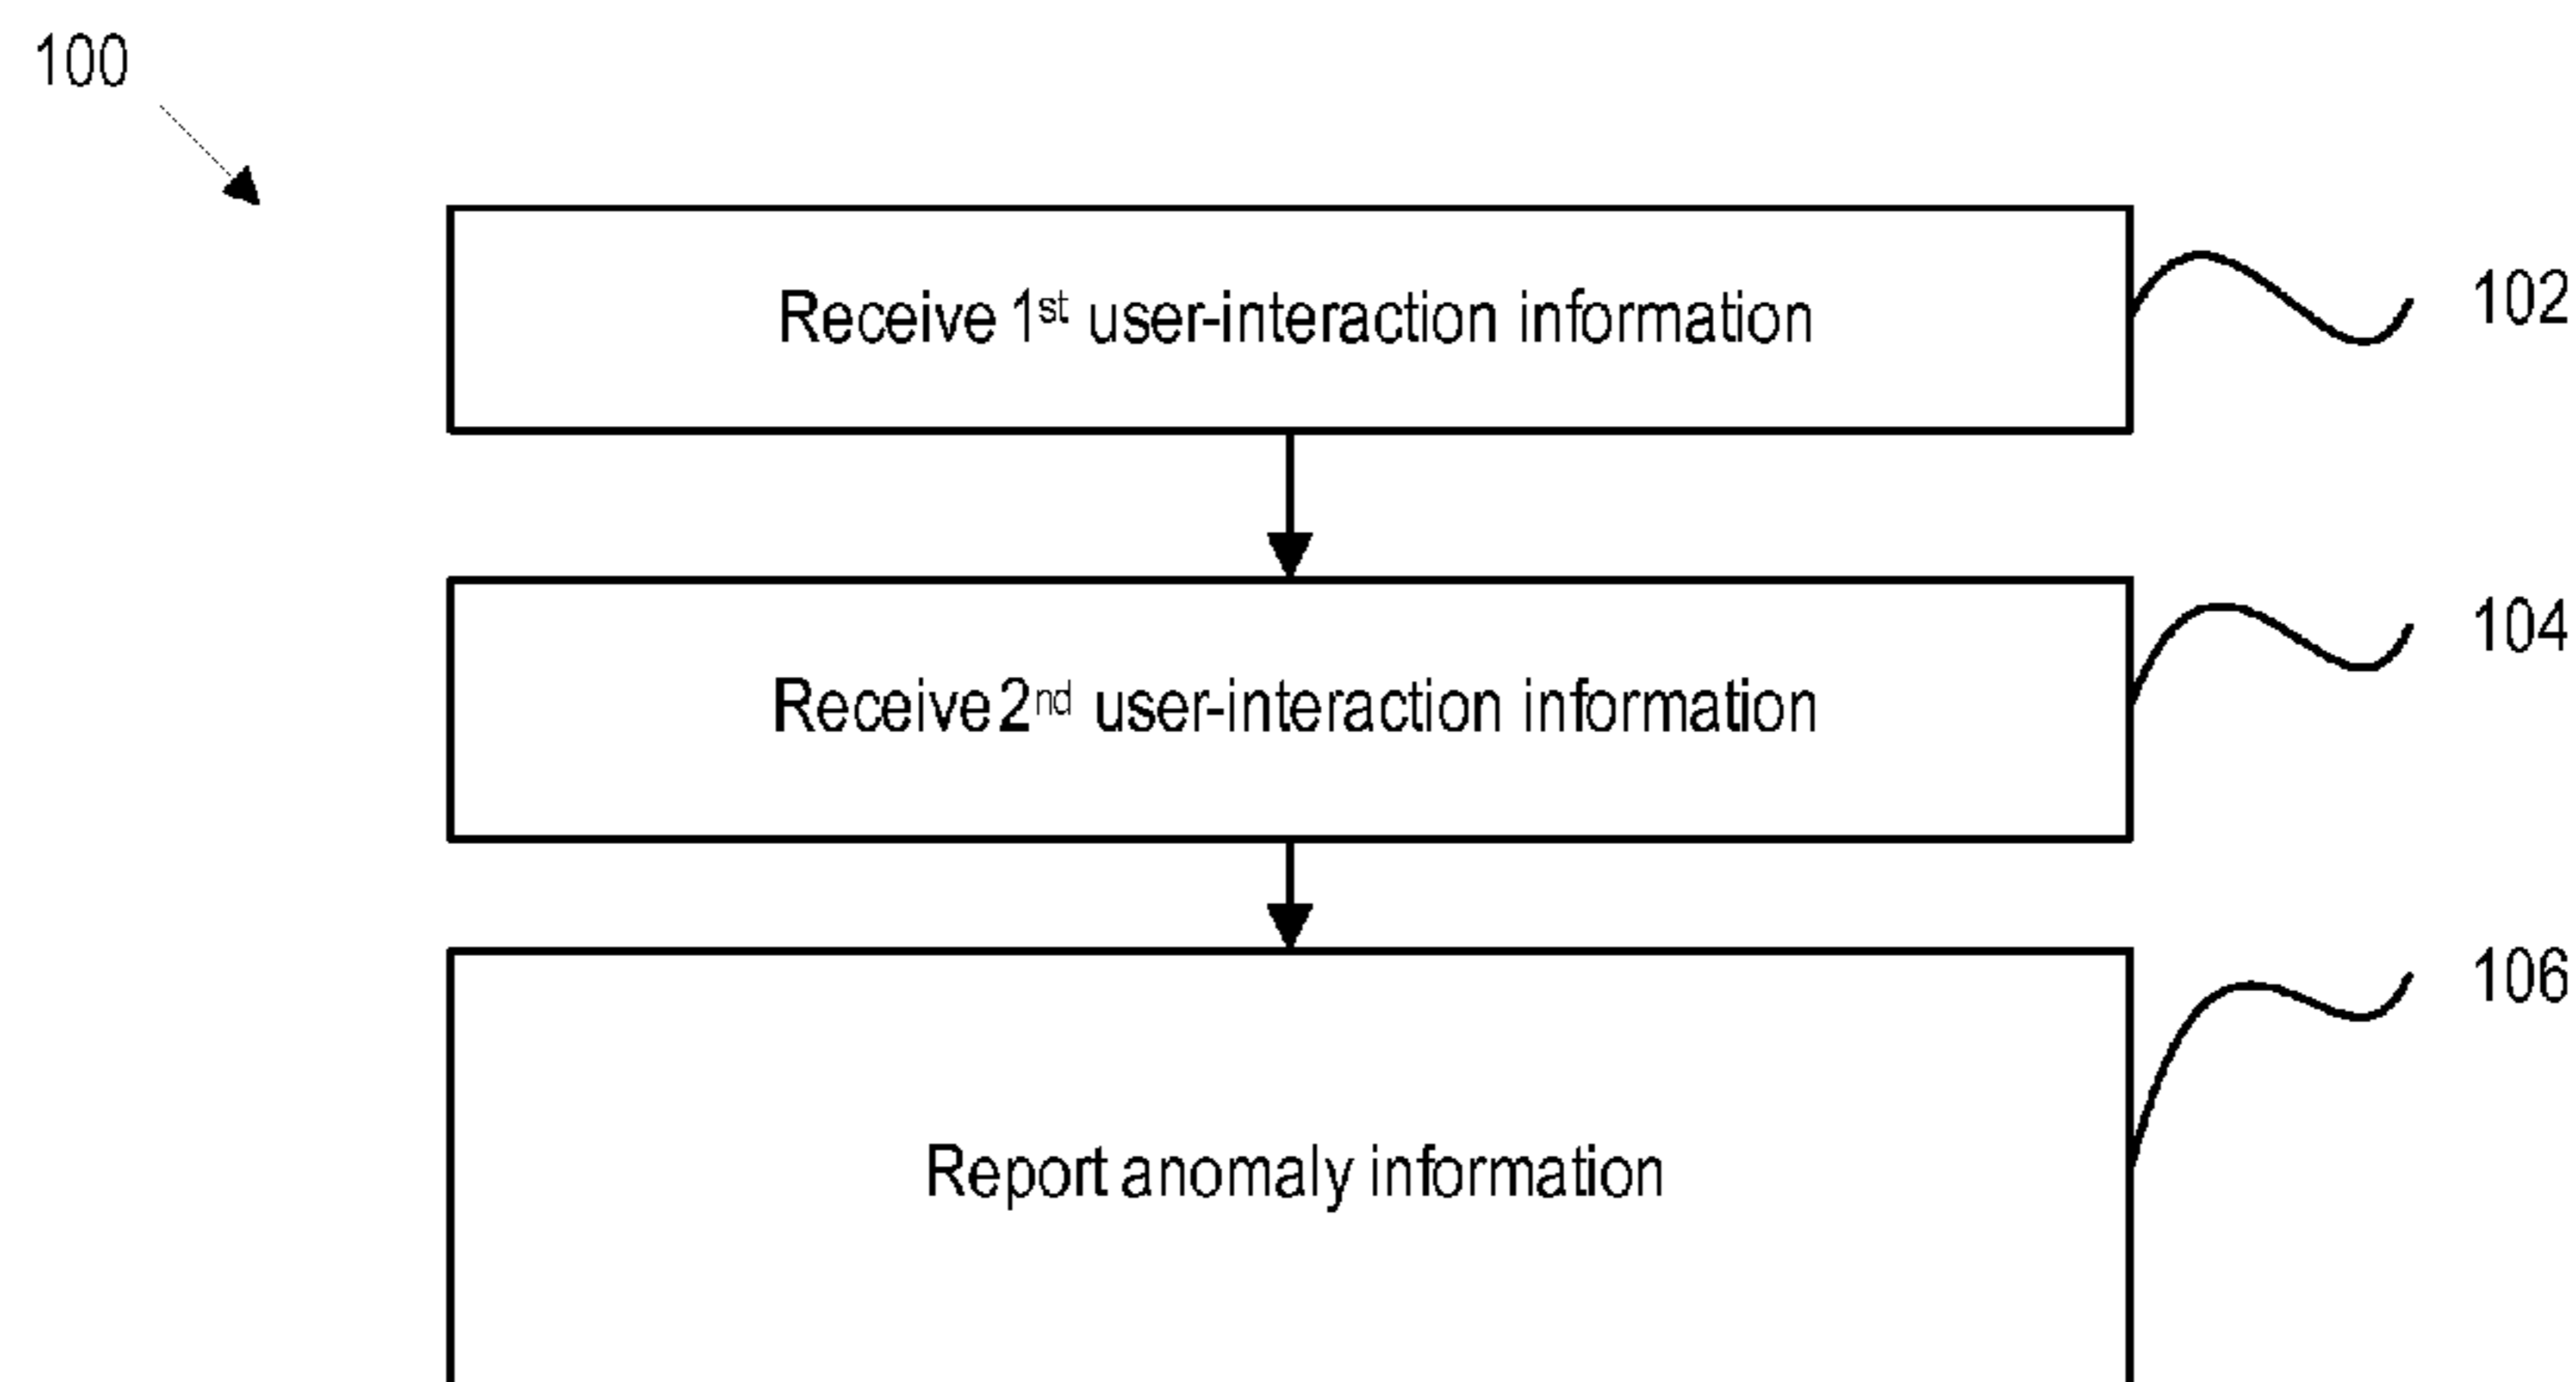 100
Receive 1st user-interaction information
102
Receive 2nd user-interaction information
104
Report anomaly information
106